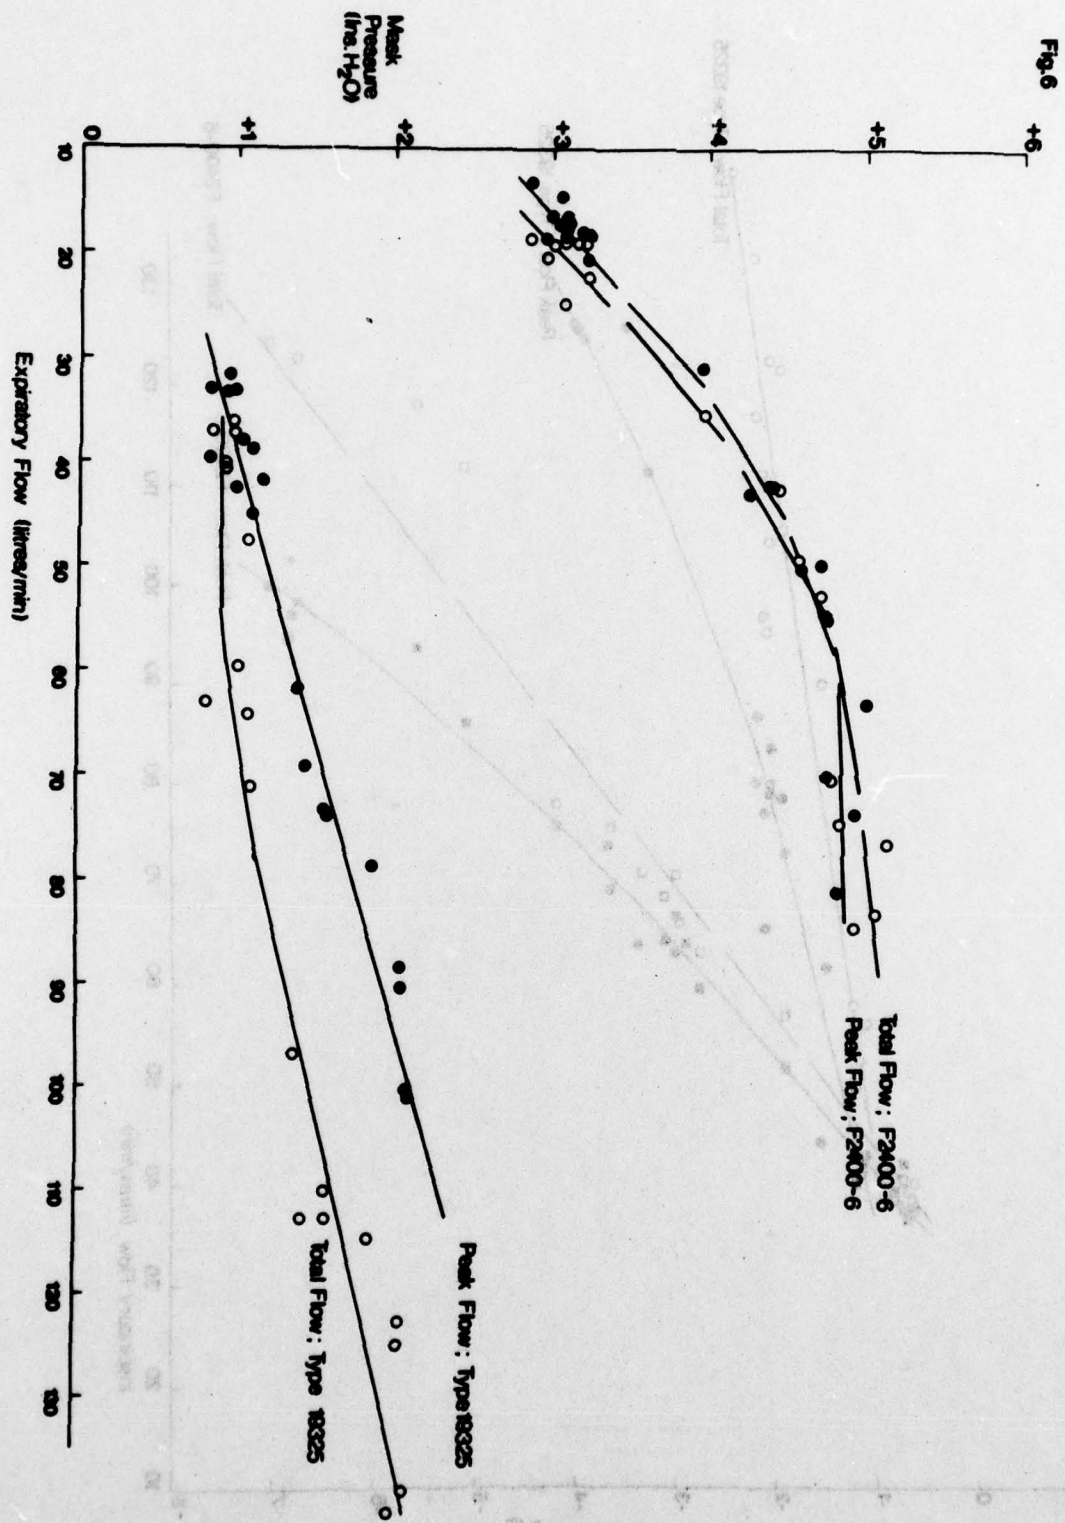 Fig.6
Mask
Pressure
(Ins. H₂O)
+6
+5
+4
+3
+2
+1
0
10
20
30
40
50
60
70
80
90
100
110
120
130
Expiratory Flow (litres/min)
Total Flow ; F2400-6
Peak Flow ; F2400-6
Peak Flow ; Type 19325
Total Flow ; Type 19325